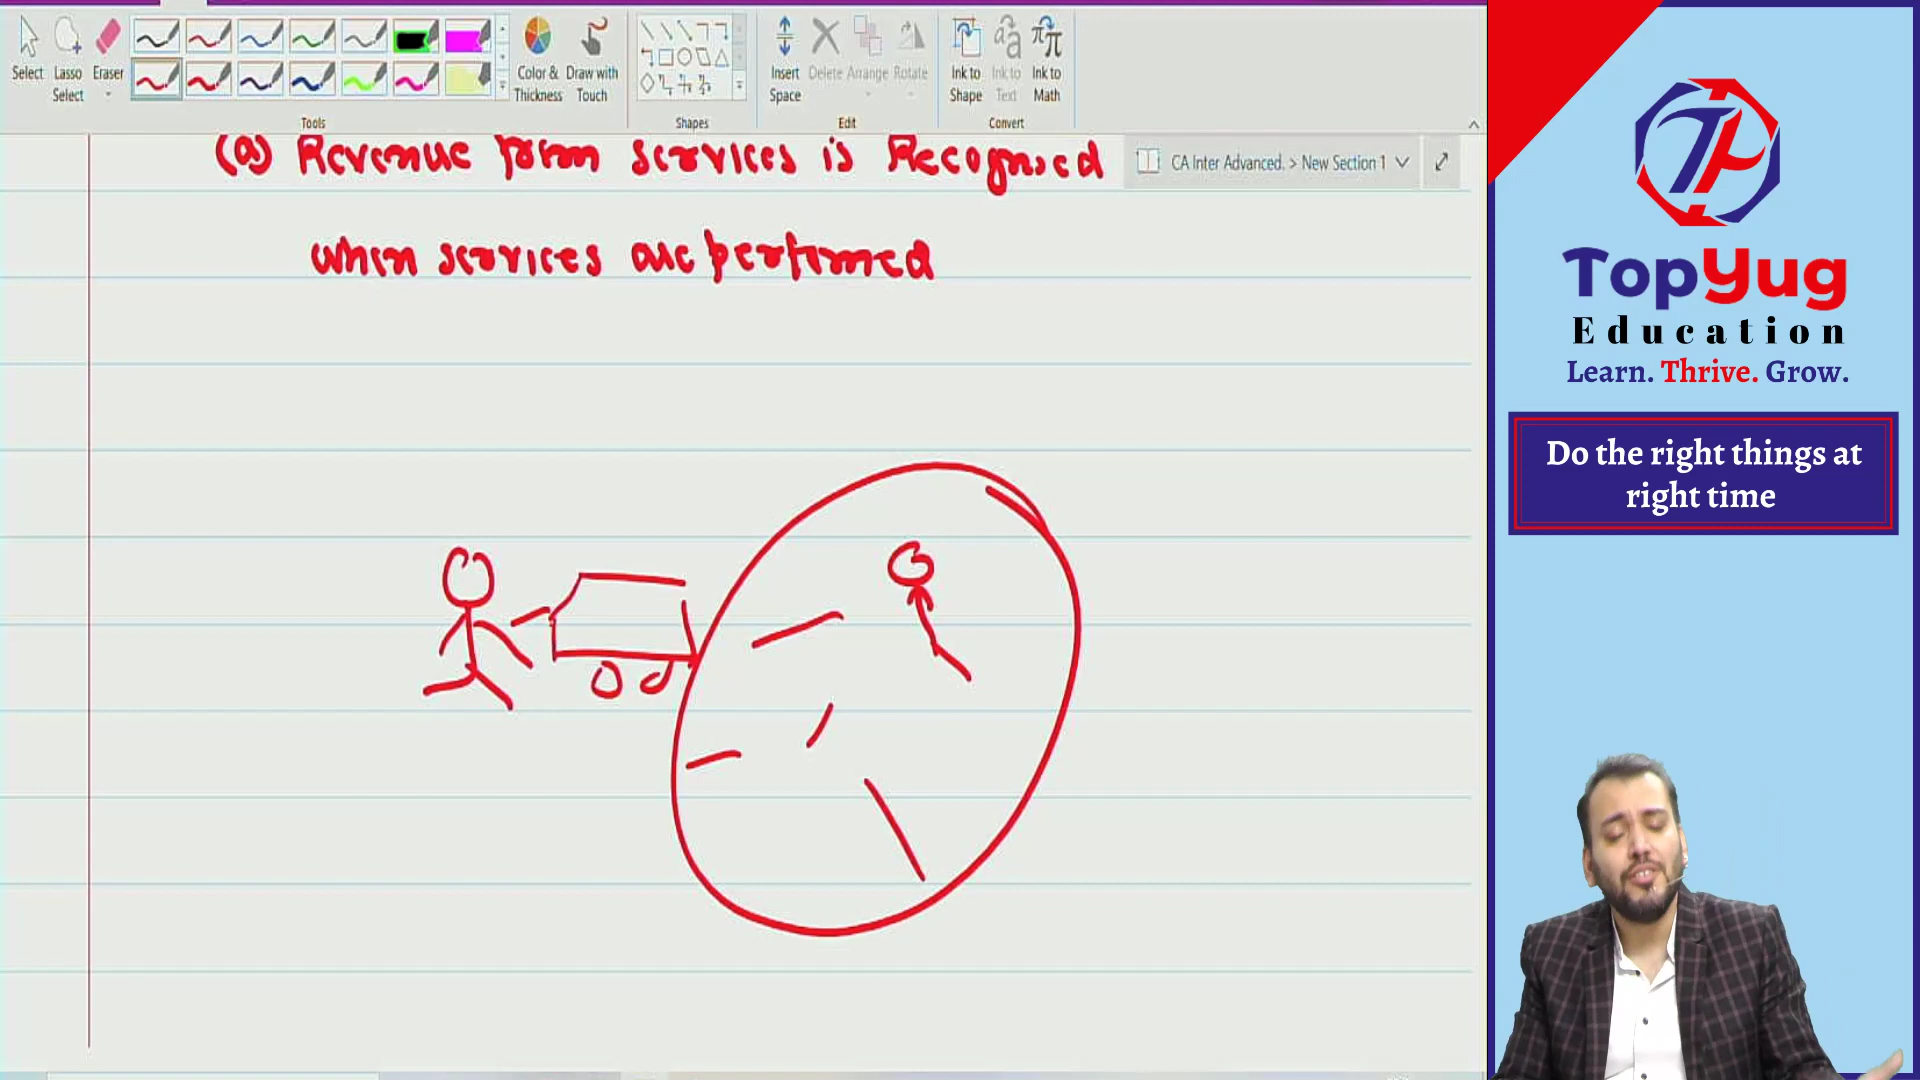 Select
Lasso Select
Eraser
Color & Thickness
Draw with Touch
Insert Space
Delete
Arrange
Rotate
Ink to Shape
Ink to Text
Ink to Math
Tools
Shapes
Edit
Convert
(a) Revenue form services is Recognised
CA Inter Advanced. > New Section 1
when services are performed
TopYug
Education
Learn. Thrive. Grow.
Do the right things at
right time